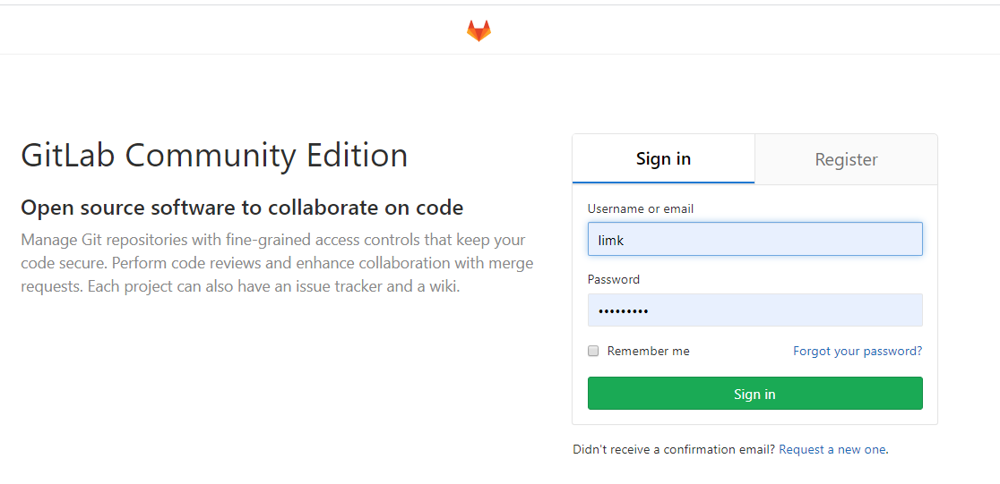 GitLab Community Edition
Open source software to collaborate on code
Manage Git repositories with fine-grained access controls that keep your
code secure. Perform code reviews and enhance collaboration with merge
requests. Each project can also have an issue tracker and a wiki.
Sign in
Register
Username or email
limk
Password
•••••••••
Remember me
Forgot your password?
Sign in
Didn't receive a confirmation email? Request a new one.